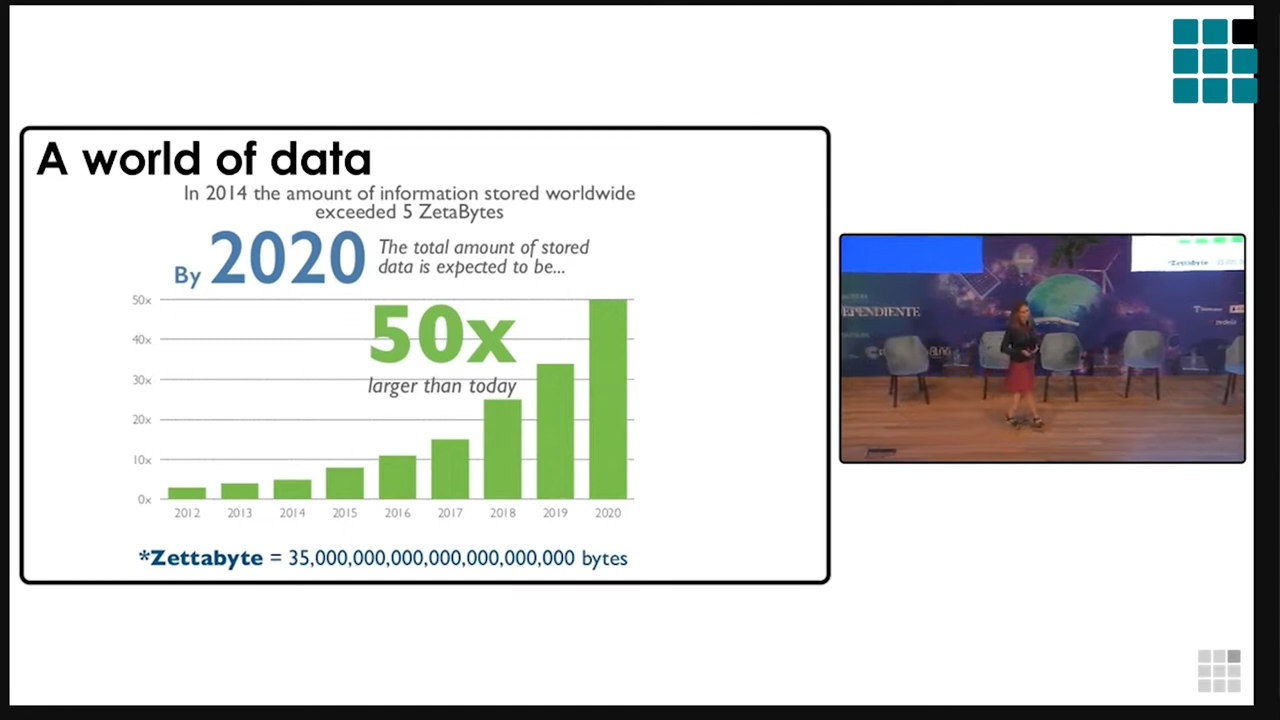 A world of data
In 2014 the amount of information stored worldwide
exceeded 5 ZetaBytes
By 2020
The total amount of stored
data is expected to be...
50x
40x
30x
20x
10x
0x
50x
larger than today
2012 2013 2014 2015 2016 2017 2018 2019 2020
*Zettabyte = 35,000,000,000,000,000,000,000 bytes
*Zettabyte
EPENDIENTE